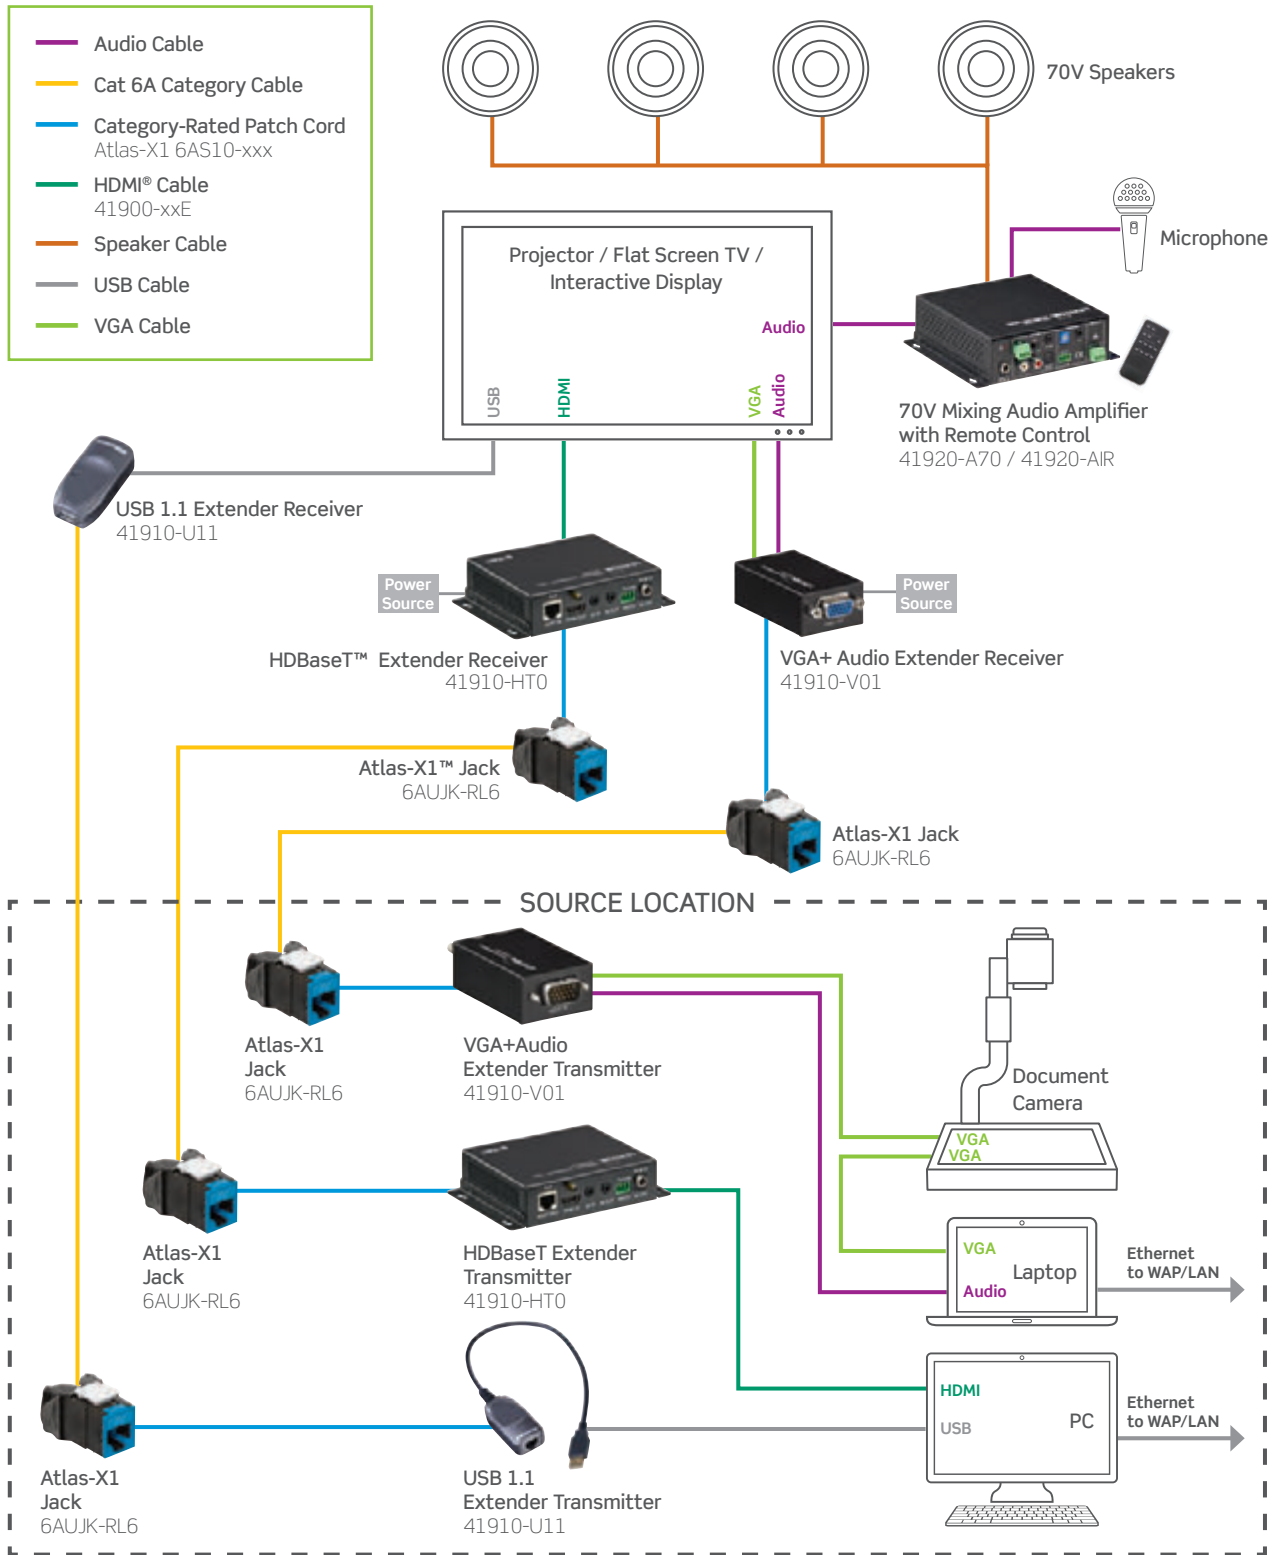 Audio Cable
Cat 6A Category Cable
Category-Rated Patch Cord
Atlas-X1 6AS10-xxx
HDMI® Cable
41900-xxE
Speaker Cable
USB Cable
VGA Cable
70V Speakers
Microphone
Projector / Flat Screen TV /
Interactive Display
Audio
USB
HDMI
VGA
Audio
70V Mixing Audio Amplifier
with Remote Control
41920-A70 / 41920-AIR
USB 1.1 Extender Receiver
41910-U11
Power
Source
Power
Source
HDBaseT™ Extender Receiver
41910-HT0
VGA+ Audio Extender Receiver
41910-V01
Atlas-X1™ Jack
6AUJK-RL6
Atlas-X1 Jack
6AUJK-RL6
SOURCE LOCATION
Atlas-X1
Jack
6AUJK-RL6
VGA+Audio
Extender Transmitter
41910-V01
Document
Camera
VGA
VGA
Atlas-X1
Jack
6AUJK-RL6
HDBaseT Extender
Transmitter
41910-HT0
VGA
Laptop
Audio
Ethernet
to WAP/LAN
HDMI
USB
PC
Ethernet
to WAP/LAN
Atlas-X1
Jack
6AUJK-RL6
USB 1.1
Extender Transmitter
41910-U11